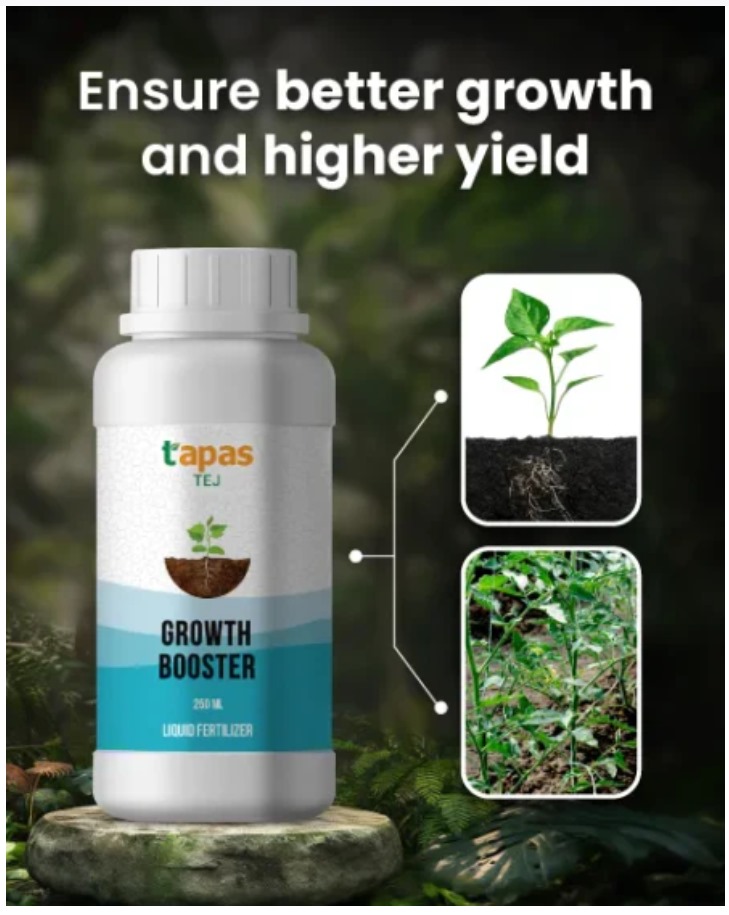 Ensure better growth
and higher yield
tapas
TEJ
GROWTH
BOOSTER
250 ML
LIQUID FERTILIZER